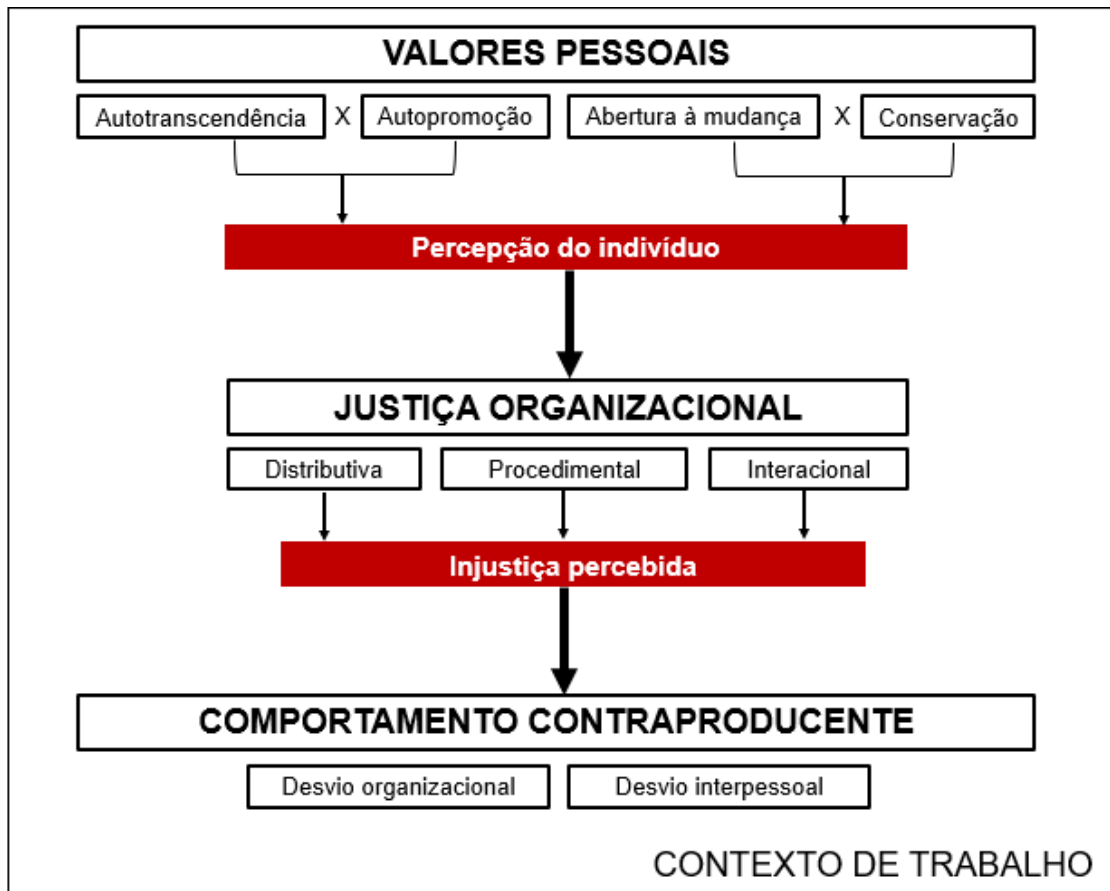 VALORES PESSOAIS
Autotranscendência X Autopromoção Abertura à mudança X Conservação
Percepção do indivíduo
JUSTIÇA ORGANIZACIONAL
Distributiva Procedimental Interacional
Injustiça percebida
COMPORTAMENTO CONTRAPRODUCENTE
Desvio organizacional Desvio interpessoal
CONTEXTO DE TRABALHO